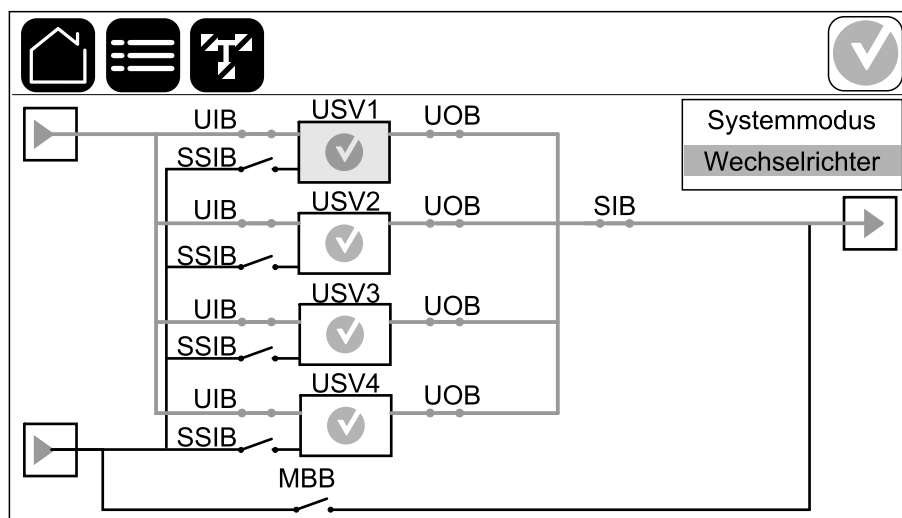 USV1
UIB
UOB
Systemmodus
SSIB
Wechselrichter
USV2
UIB
UOB
SIB
SSIB
USV3
UIB
UOB
SSIB
USV4
UIB
UOB
SSIB
MBB